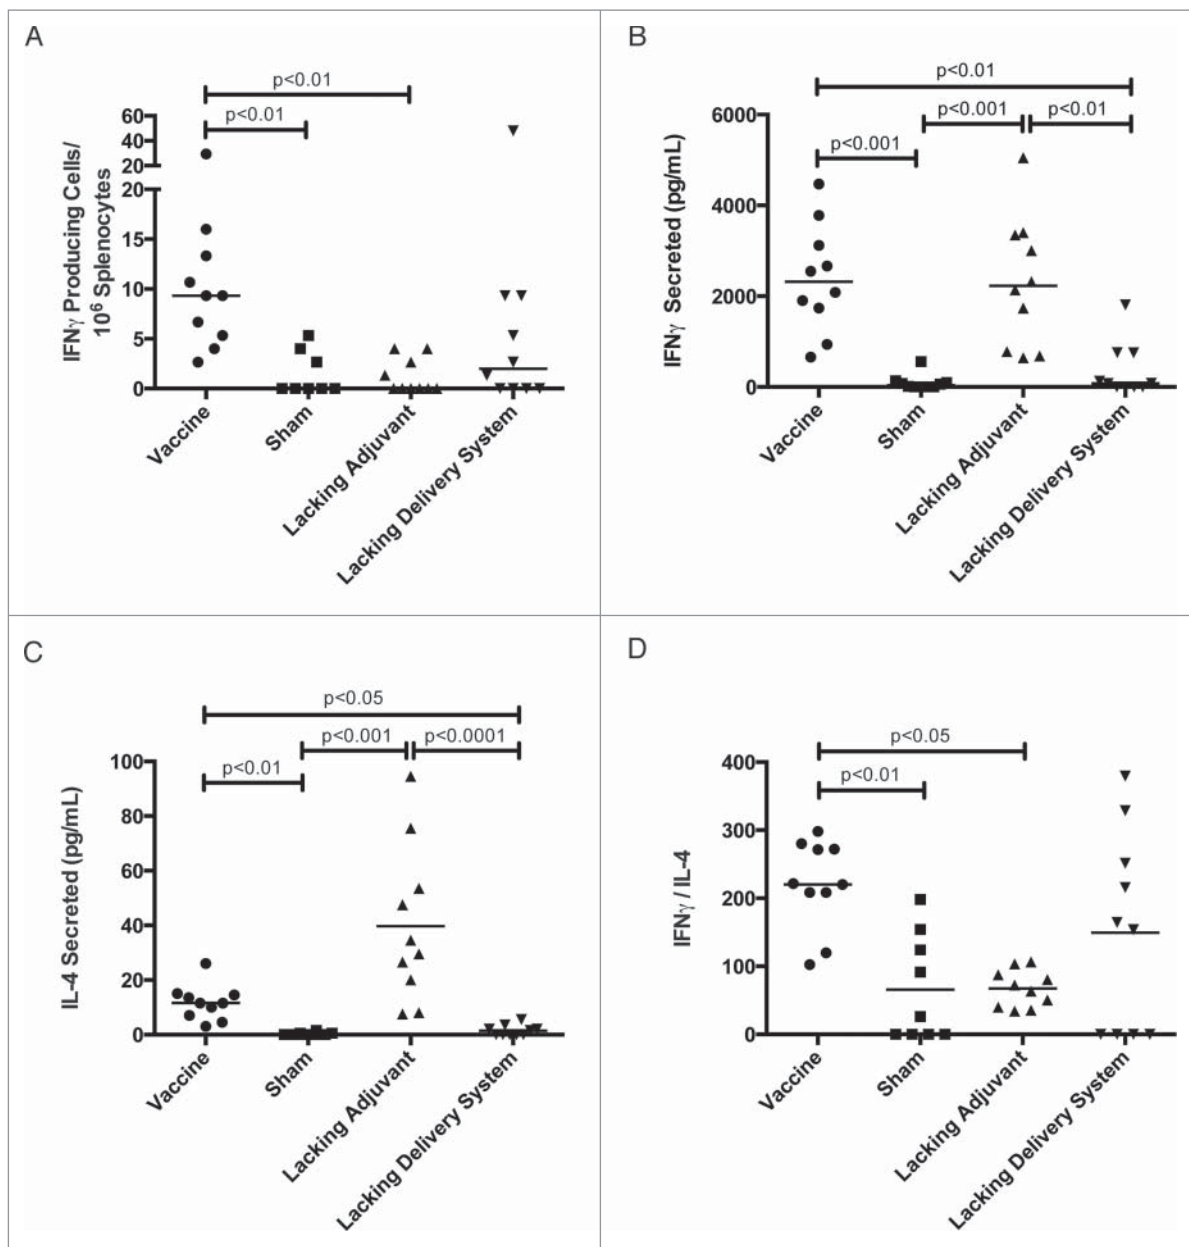 A
p<0.01
p<0.01
60
40
20
20
15
10
5
0
IFNγ Producing Cells/
10⁶ Splenocytes
Vaccine
Sham
Lacking Adjuvant
Lacking Delivery System
B
p<0.01
p<0.001
p<0.01
p<0.001
6000
4000
2000
0
IFNγ Secreted (pg/mL)
Vaccine
Sham
Lacking Adjuvant
Lacking Delivery System
C
p<0.05
p<0.001
p<0.0001
p<0.01
100
80
60
40
20
0
IL-4 Secreted (pg/mL)
Vaccine
Sham
Lacking Adjuvant
Lacking Delivery System
D
p<0.05
p<0.01
400
300
200
100
0
IFNγ / IL-4
Vaccine
Sham
Lacking Adjuvant
Lacking Delivery System